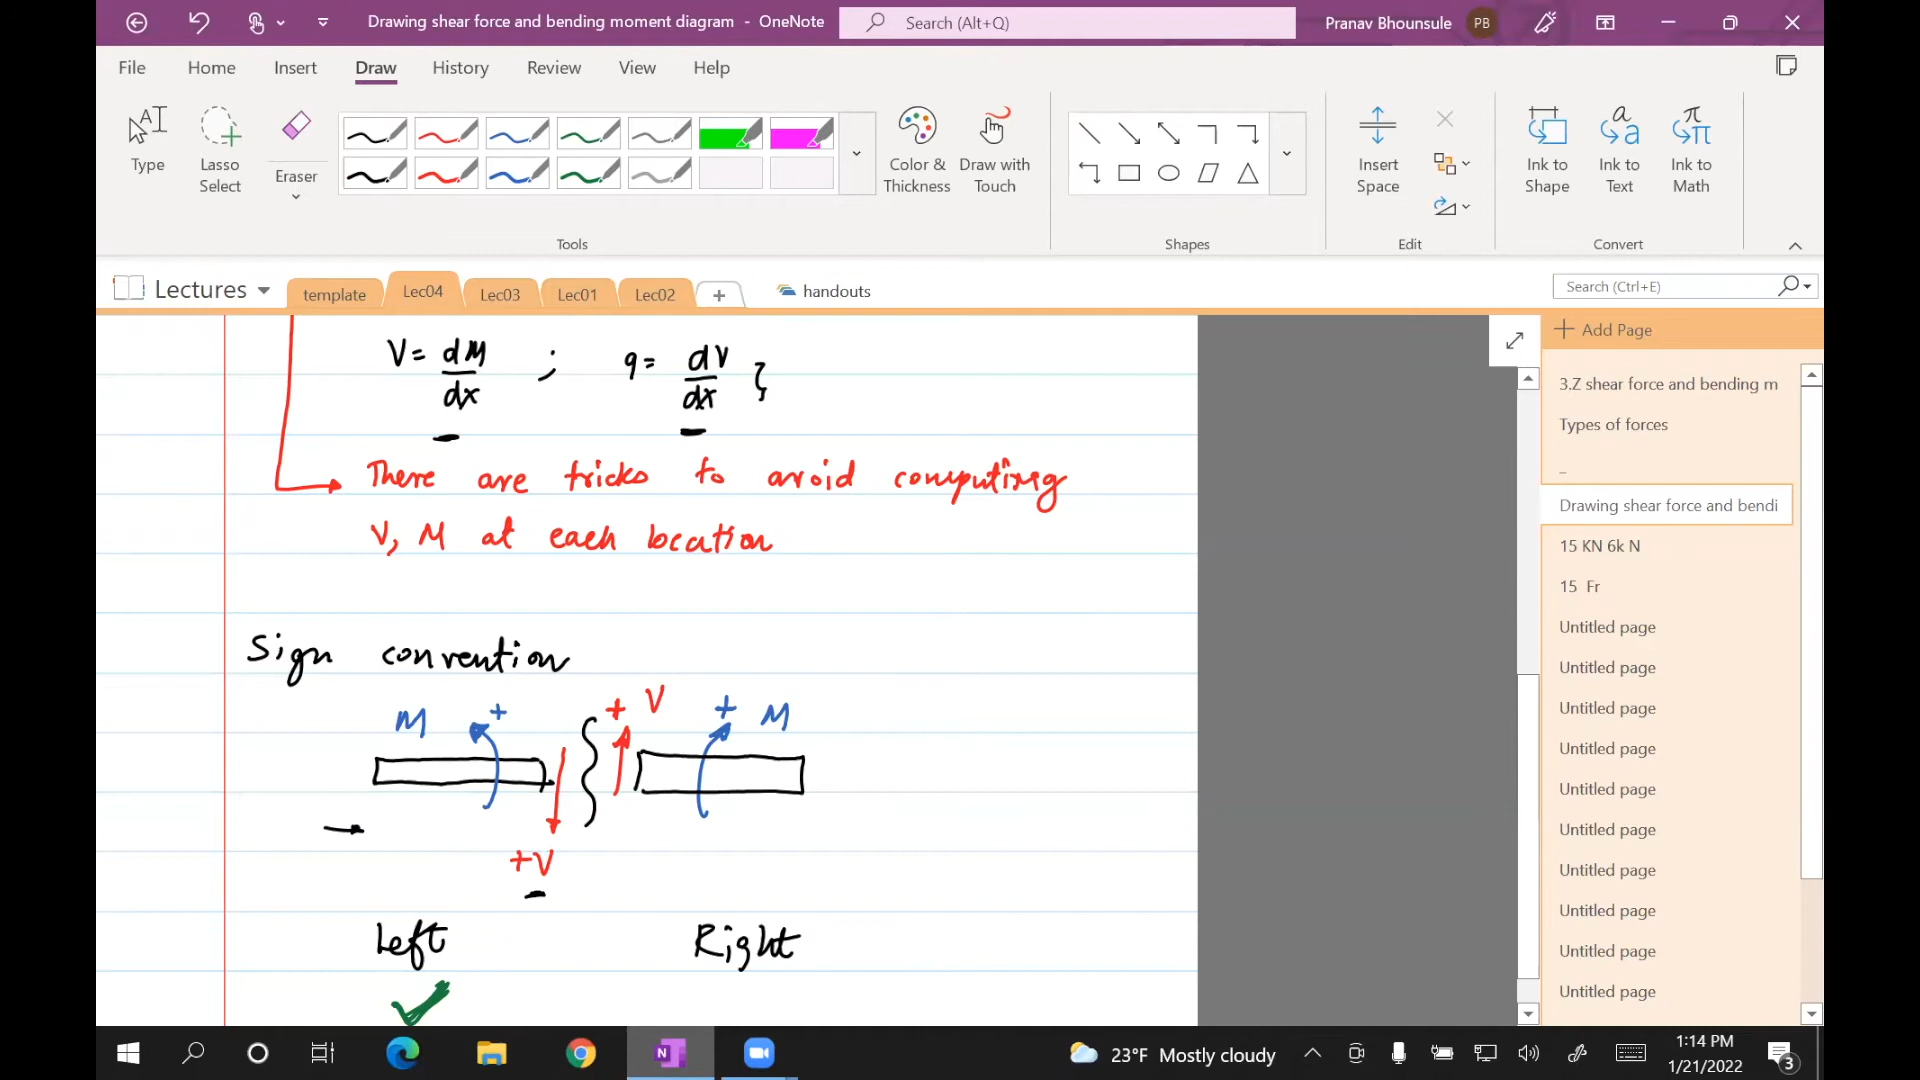 Drawing shear force and bending moment diagram - OneNote
Search (Alt+Q)
Pranav Bhounsule
PB
File Home Insert Draw History Review View Help
Type
Lasso Select
Eraser
Color & Thickness
Draw with Touch
Insert Space
Ink to Shape
Ink to Text
Ink to Math
Tools
Shapes
Edit
Convert
Lectures
template
Lec04
Lec03
Lec01
Lec02
handouts
Search (Ctrl+E)
V = dM/dx ; q = dV/dx }
There are tricks to avoid computing
V, M at each location
Sign convention
M + + V + M
+V
Left Right
Add Page
3.Z shear force and bending m
Types of forces
_
Drawing shear force and bendi
15 KN 6k N
15 Fr
Untitled page
Untitled page
Untitled page
Untitled page
Untitled page
Untitled page
Untitled page
Untitled page
Untitled page
Untitled page
23°F Mostly cloudy
1:14 PM
1/21/2022
3